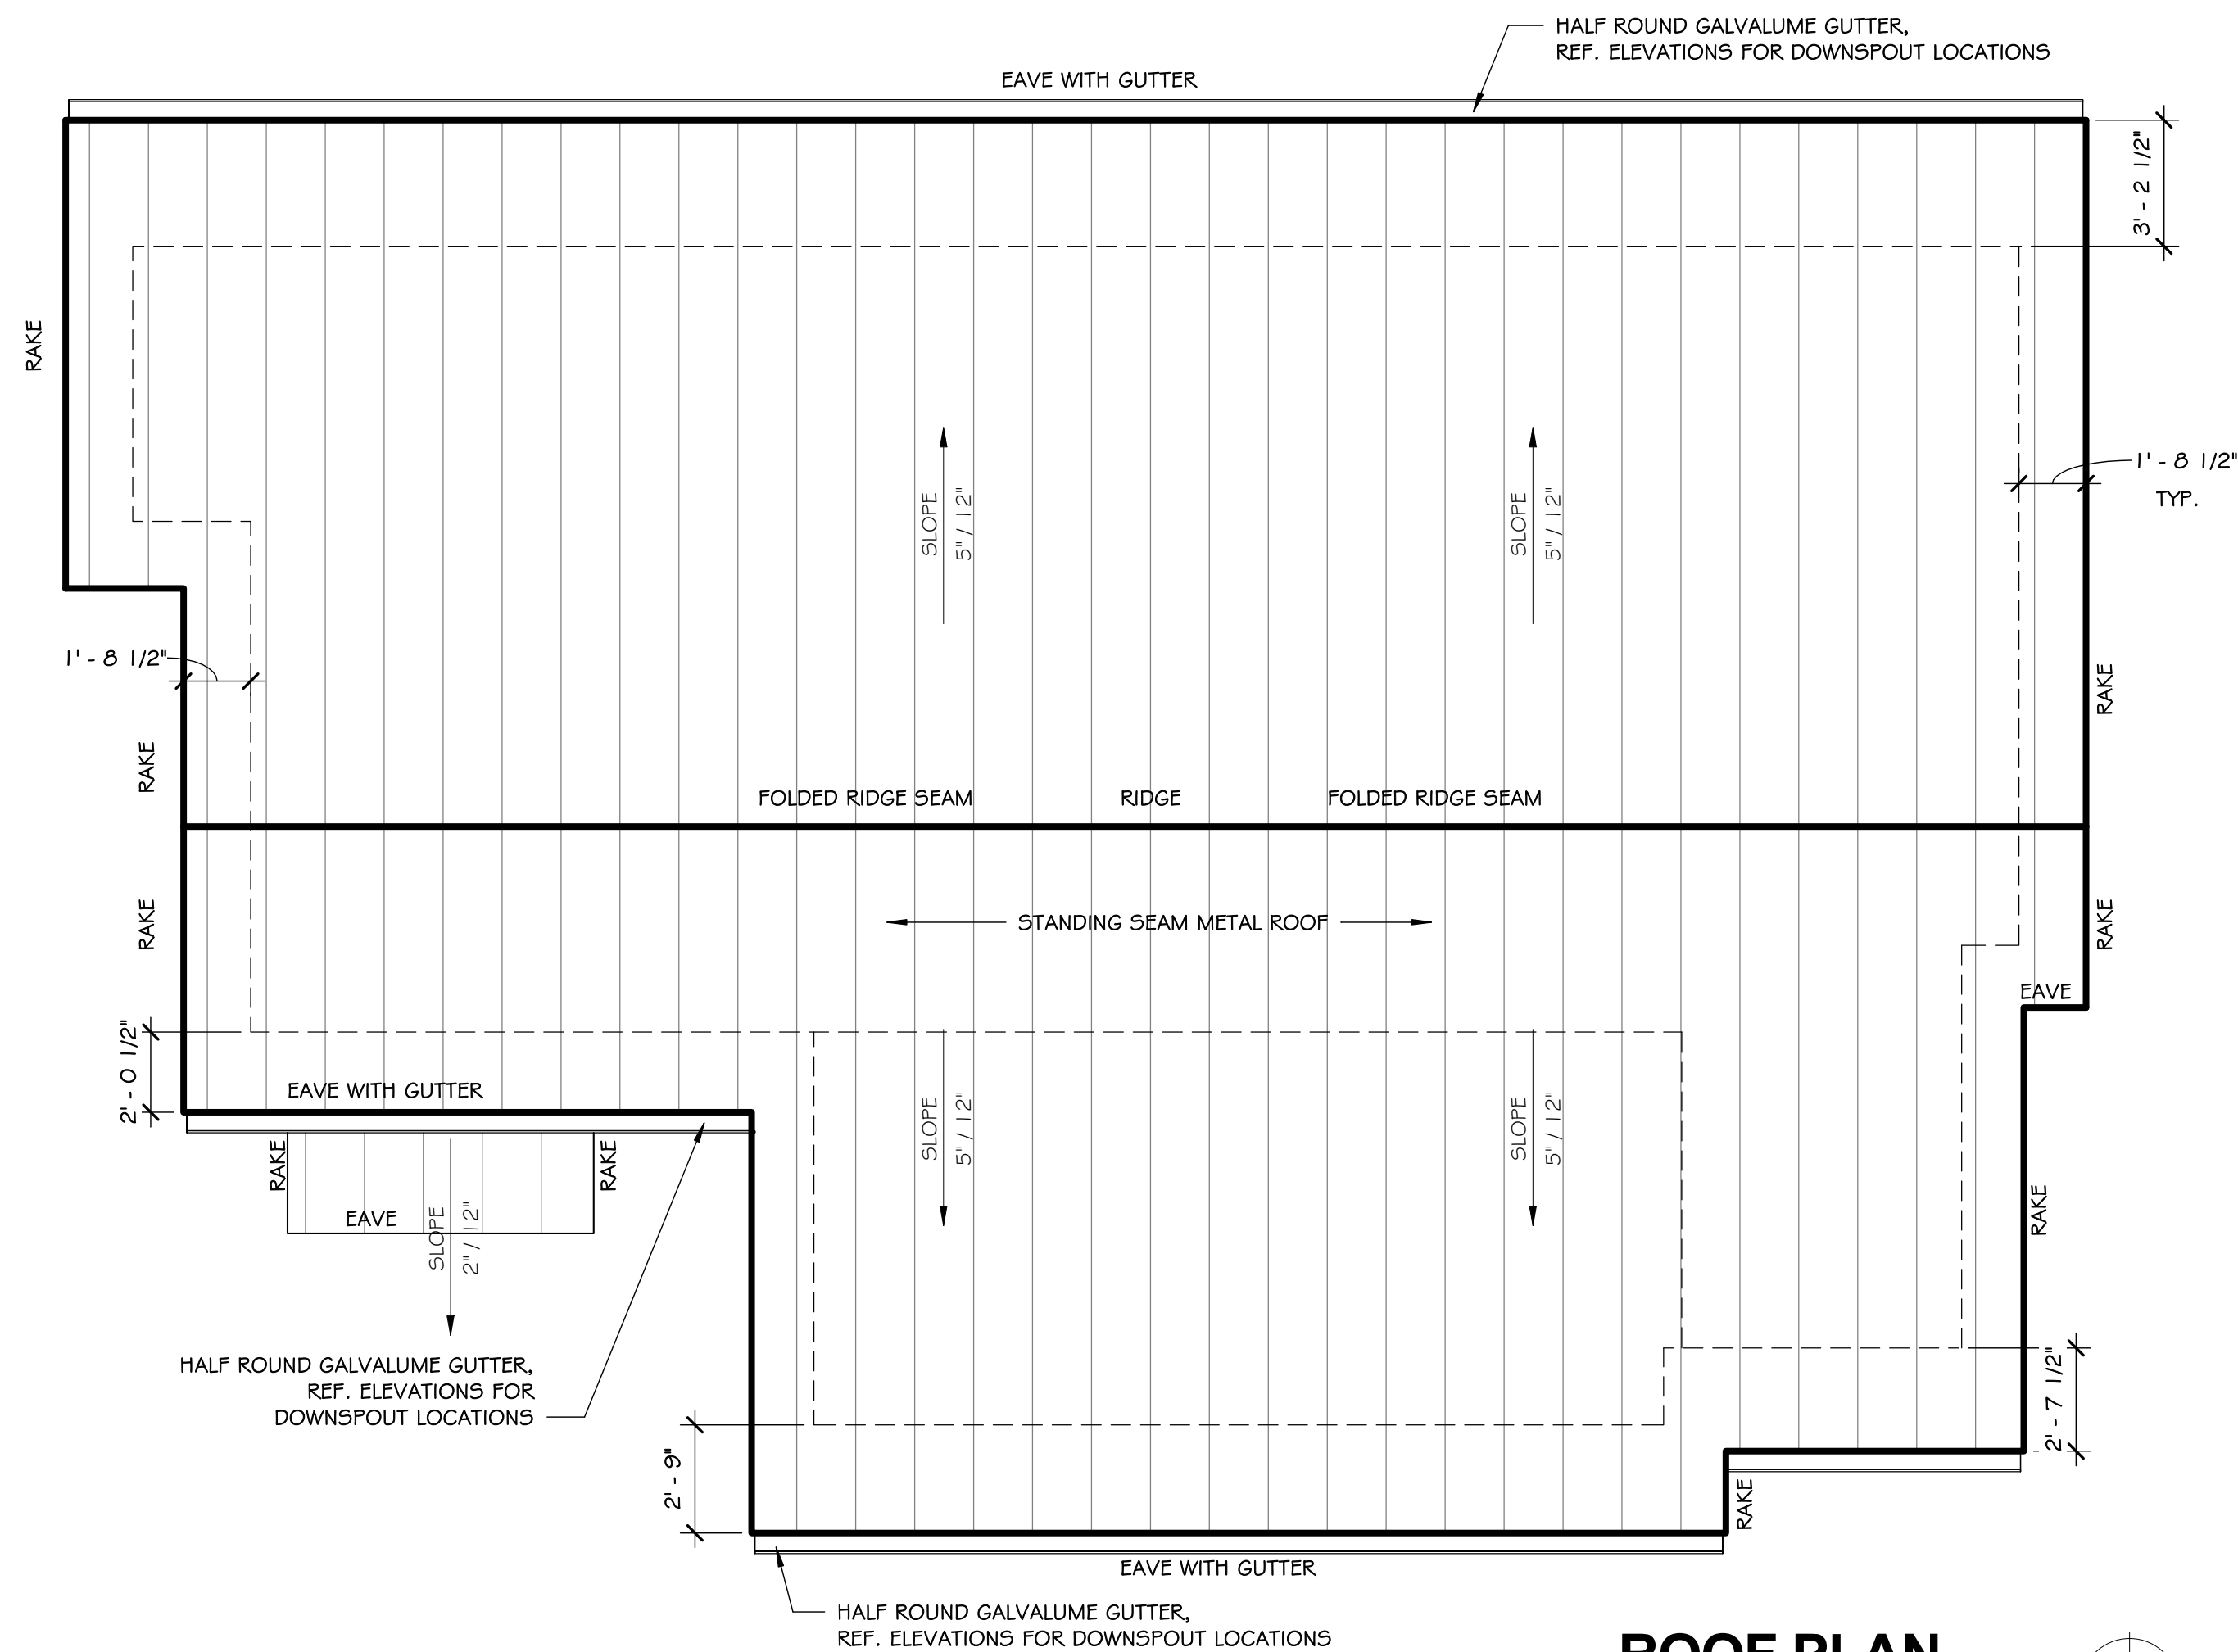 HALF ROUND GALVALUME GUTTER,
REF. ELEVATIONS FOR DOWNSPOUT LOCATIONS
EAVE WITH GUTTER
3' - 2 1/2"
RAKE
1' - 8 1/2"
TYP.
SLOPE
5" / 12"
SLOPE
5" / 12"
1' - 8 1/2"
RAKE
RAKE
FOLDED RIDGE SEAM
RIDGE
FOLDED RIDGE SEAM
RAKE
STANDING SEAM METAL ROOF
RAKE
EAVE
2' - 0 1/2"
EAVE WITH GUTTER
SLOPE
5" / 12"
SLOPE
5" / 12"
RAKE
RAKE
RAKE
EAVE
SLOPE
2" / 12"
HALF ROUND GALVALUME GUTTER,
REF. ELEVATIONS FOR
DOWNSPOUT LOCATIONS
2' - 7 1/2"
2' - 9"
RAKE
EAVE WITH GUTTER
HALF ROUND GALVALUME GUTTER,
REF. ELEVATIONS FOR DOWNSPOUT LOCATIONS
ROOF PLAN